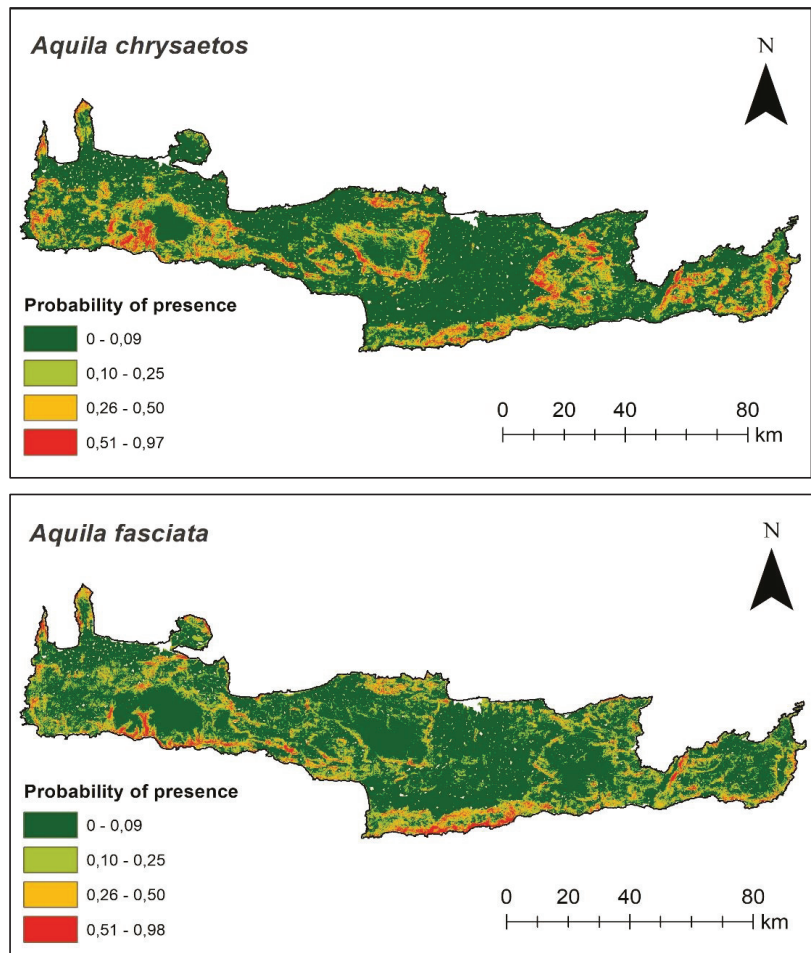 Aquila chrysaetos
N
Probability of presence
0 - 0,09
0,10 - 0,25
0,26 - 0,50
0,51 - 0,97
0 20 40 80
km
Aquila fasciata
N
Probability of presence
0 - 0,09
0,10 - 0,25
0,26 - 0,50
0,51 - 0,98
0 20 40 80
km